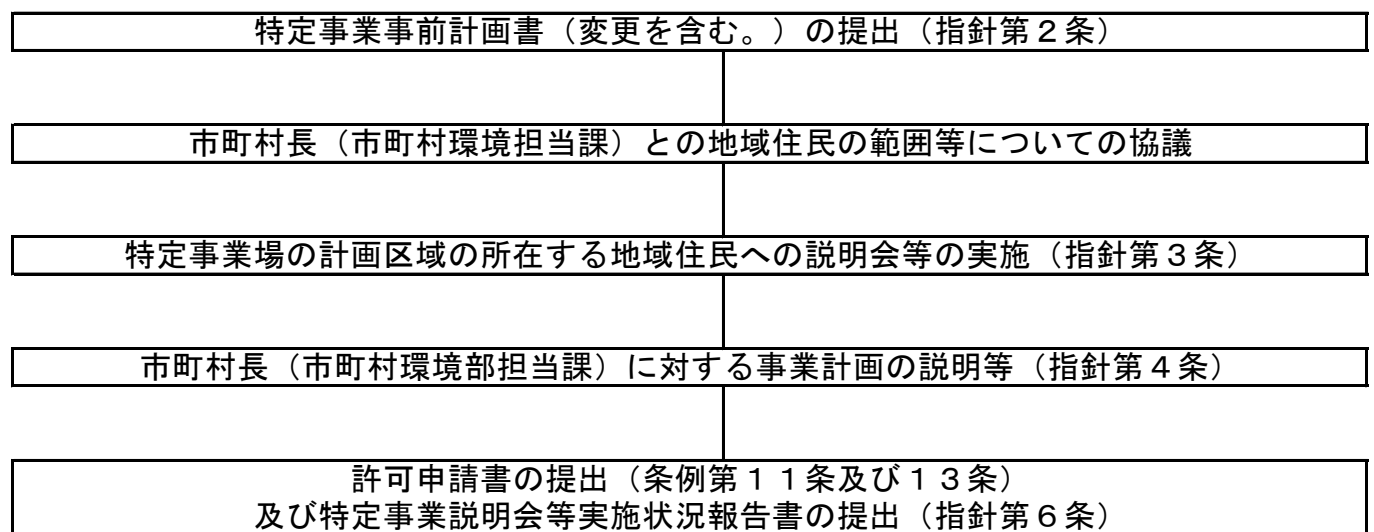 特定事業事前計画書（変更を含む。）の提出（指針第２条）
市町村長（市町村環境担当課）との地域住民の範囲等についての協議
特定事業場の計画区域の所在する地域住民への説明会等の実施（指針第３条）
市町村長（市町村環境部担当課）に対する事業計画の説明等（指針第４条）
許可申請書の提出（条例第１１条及び１３条）
及び特定事業説明会等実施状況報告書の提出（指針第６条）